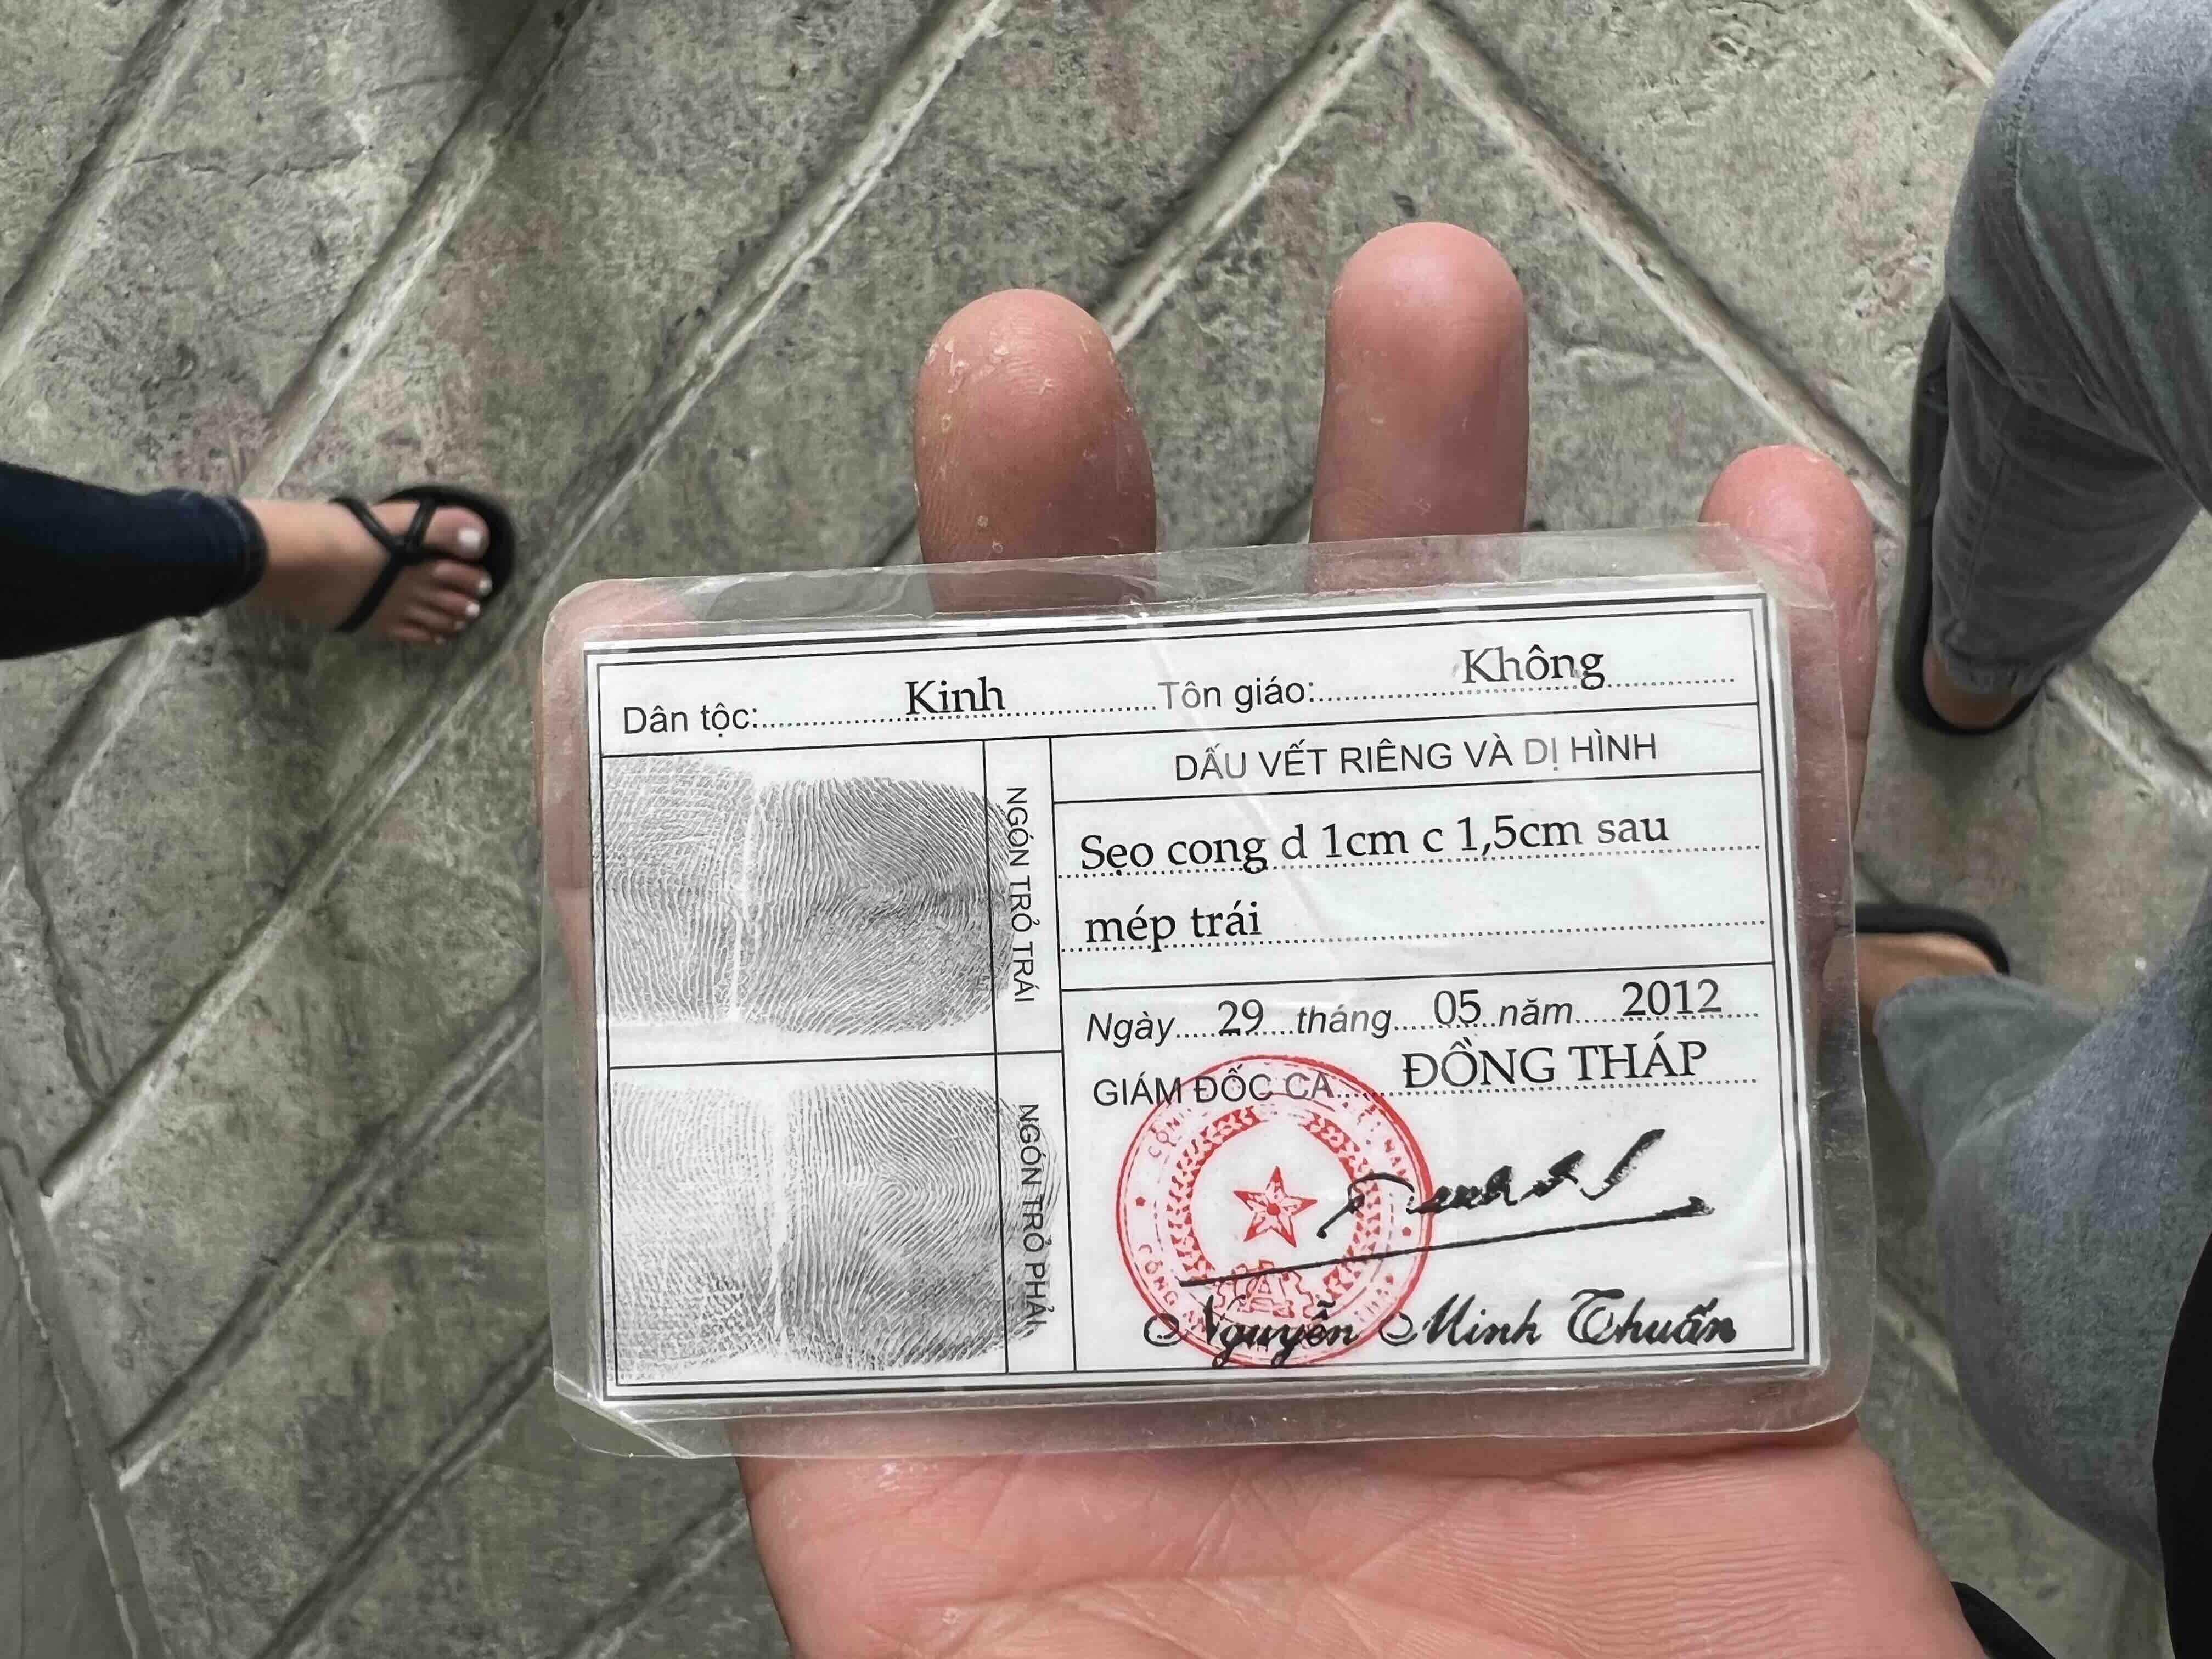 Dân tộc: Kinh Tôn giáo: Không
NGÓN TRỎ TRÁI
DẤU VẾT RIÊNG VÀ DỊ HÌNH
Sẹo cong d 1cm c 1,5cm sau
mép trái
Ngày 29 tháng 05 năm 2012
GIÁM ĐỐC CA ĐỒNG THÁP
NGÓN TRỎ PHẢI
Nguyễn Minh Thuấn